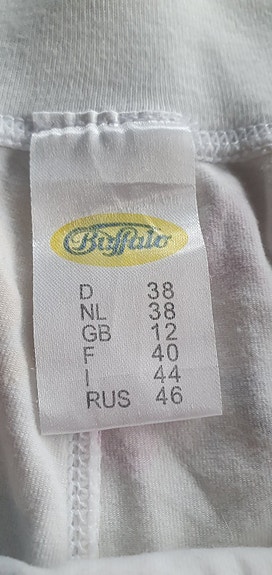 Buffalo
D 38
NL 38
GB 12
F 40
I 44
RUS 46